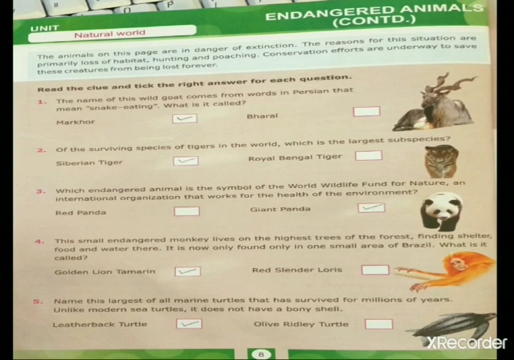 UNIT
Natural world
ENDANGERED ANIMALS
(CONTD.)
The animals on this page are in danger of extinction. The reasons for this situation are
primarily loss of habitat, hunting and poaching. Conservation efforts are underway to save
these creatures from being lost forever.
Read the clue and tick the right answer for each question.
1. The name of this wild goat comes from words in Persian that
mean "snake-eating". What is it called?
Markhor Bharal
2. Of the surviving species of tigers in the world, which is the largest subspecies?
Siberian Tiger Royal Bengal Tiger
3. Which endangered animal is the symbol of the World Wildlife Fund for Nature, an
international organization that works for the health of the environment?
Red Panda Giant Panda
4. This small endangered monkey lives on the highest trees of the forest, finding shelter,
food and water there. It is now only found only in one small area of Brazil. What is it
called?
Golden Lion Tamarin Red Slender Loris
5. Name this largest of all marine turtles that has survived for millions of years.
Unlike modern sea turtles, it does not have a bony shell.
Leatherback Turtle Olive Ridley Turtle
8
XRecorder